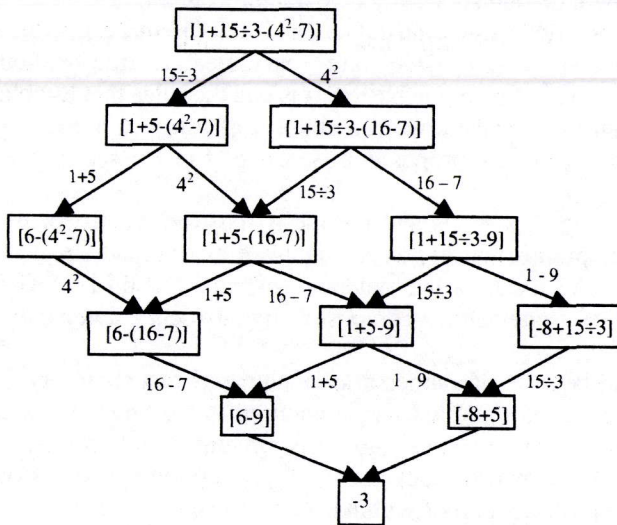 [1+15÷3-(4²-7)]
15÷3 4²
[1+5-(4²-7)] [1+15÷3-(16-7)]
1+5 4² 15÷3 16 – 7
[6-(4²-7)] [1+5-(16-7)] [1+15÷3-9]
4² 1+5 16 – 7 15÷3 1 - 9
[6-(16-7)] [1+5-9] [-8+15÷3]
16 - 7 1+5 1 - 9 15÷3
[6-9] [-8+5]
-3